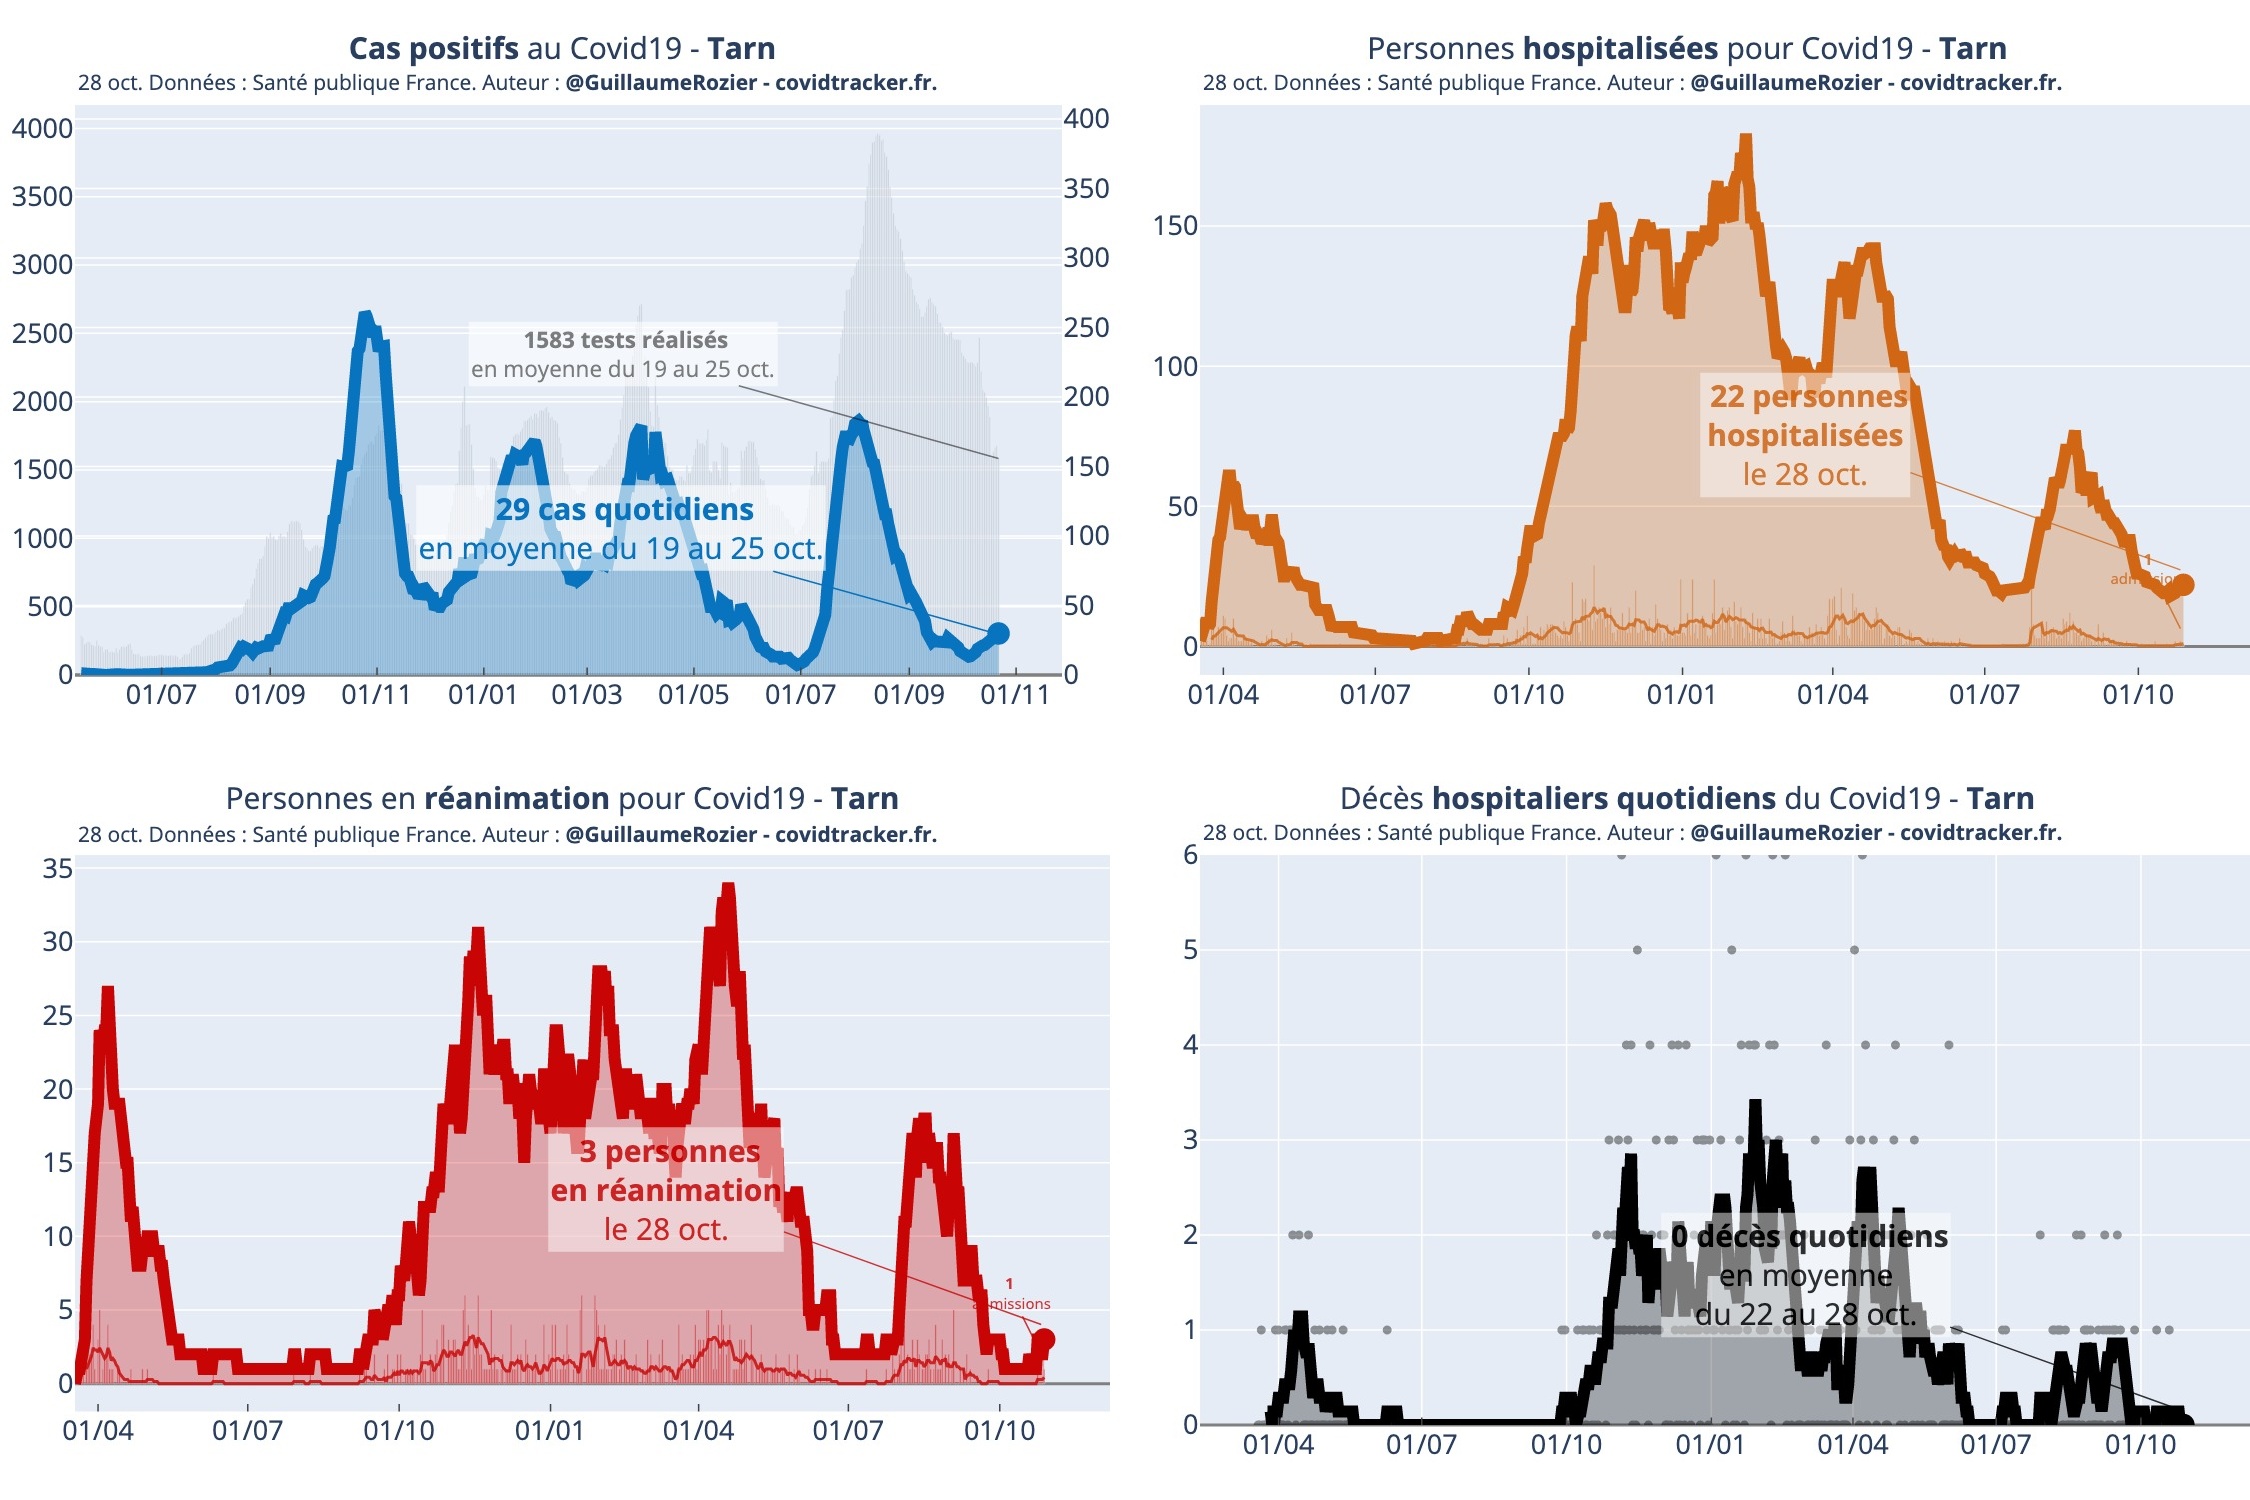 Cas positifs au Covid19 - Tarn
28 oct. Données : Santé publique France. Auteur : @GuillaumeRozier - covidtracker.fr.
4000
3500
3000
2500
2000
1500
1000
500
0
400
350
300
250
200
150
100
50
0
1583 tests réalisés
en moyenne du 19 au 25 oct.
29 cas quotidiens
en moyenne du 19 au 25 oct.
01/07 01/09 01/11 01/01 01/03 01/05 01/07 01/09 01/11
Personnes hospitalisées pour Covid19 - Tarn
28 oct. Données : Santé publique France. Auteur : @GuillaumeRozier - covidtracker.fr.
150
100
50
0
22 personnes
hospitalisées
le 28 oct.
1
01/04 01/07 01/10 01/01 01/04 01/07 01/10
Personnes en réanimation pour Covid19 - Tarn
28 oct. Données : Santé publique France. Auteur : @GuillaumeRozier - covidtracker.fr.
35
30
25
20
15
10
5
0
3 personnes
en réanimation
le 28 oct.
1
admissions
01/04 01/07 01/10 01/01 01/04 01/07 01/10
Décès hospitaliers quotidiens du Covid19 - Tarn
28 oct. Données : Santé publique France. Auteur : @GuillaumeRozier - covidtracker.fr.
6
5
4
3
2
1
0
0 décès quotidiens
en moyenne
du 22 au 28 oct.
01/04 01/07 01/10 01/01 01/04 01/07 01/10